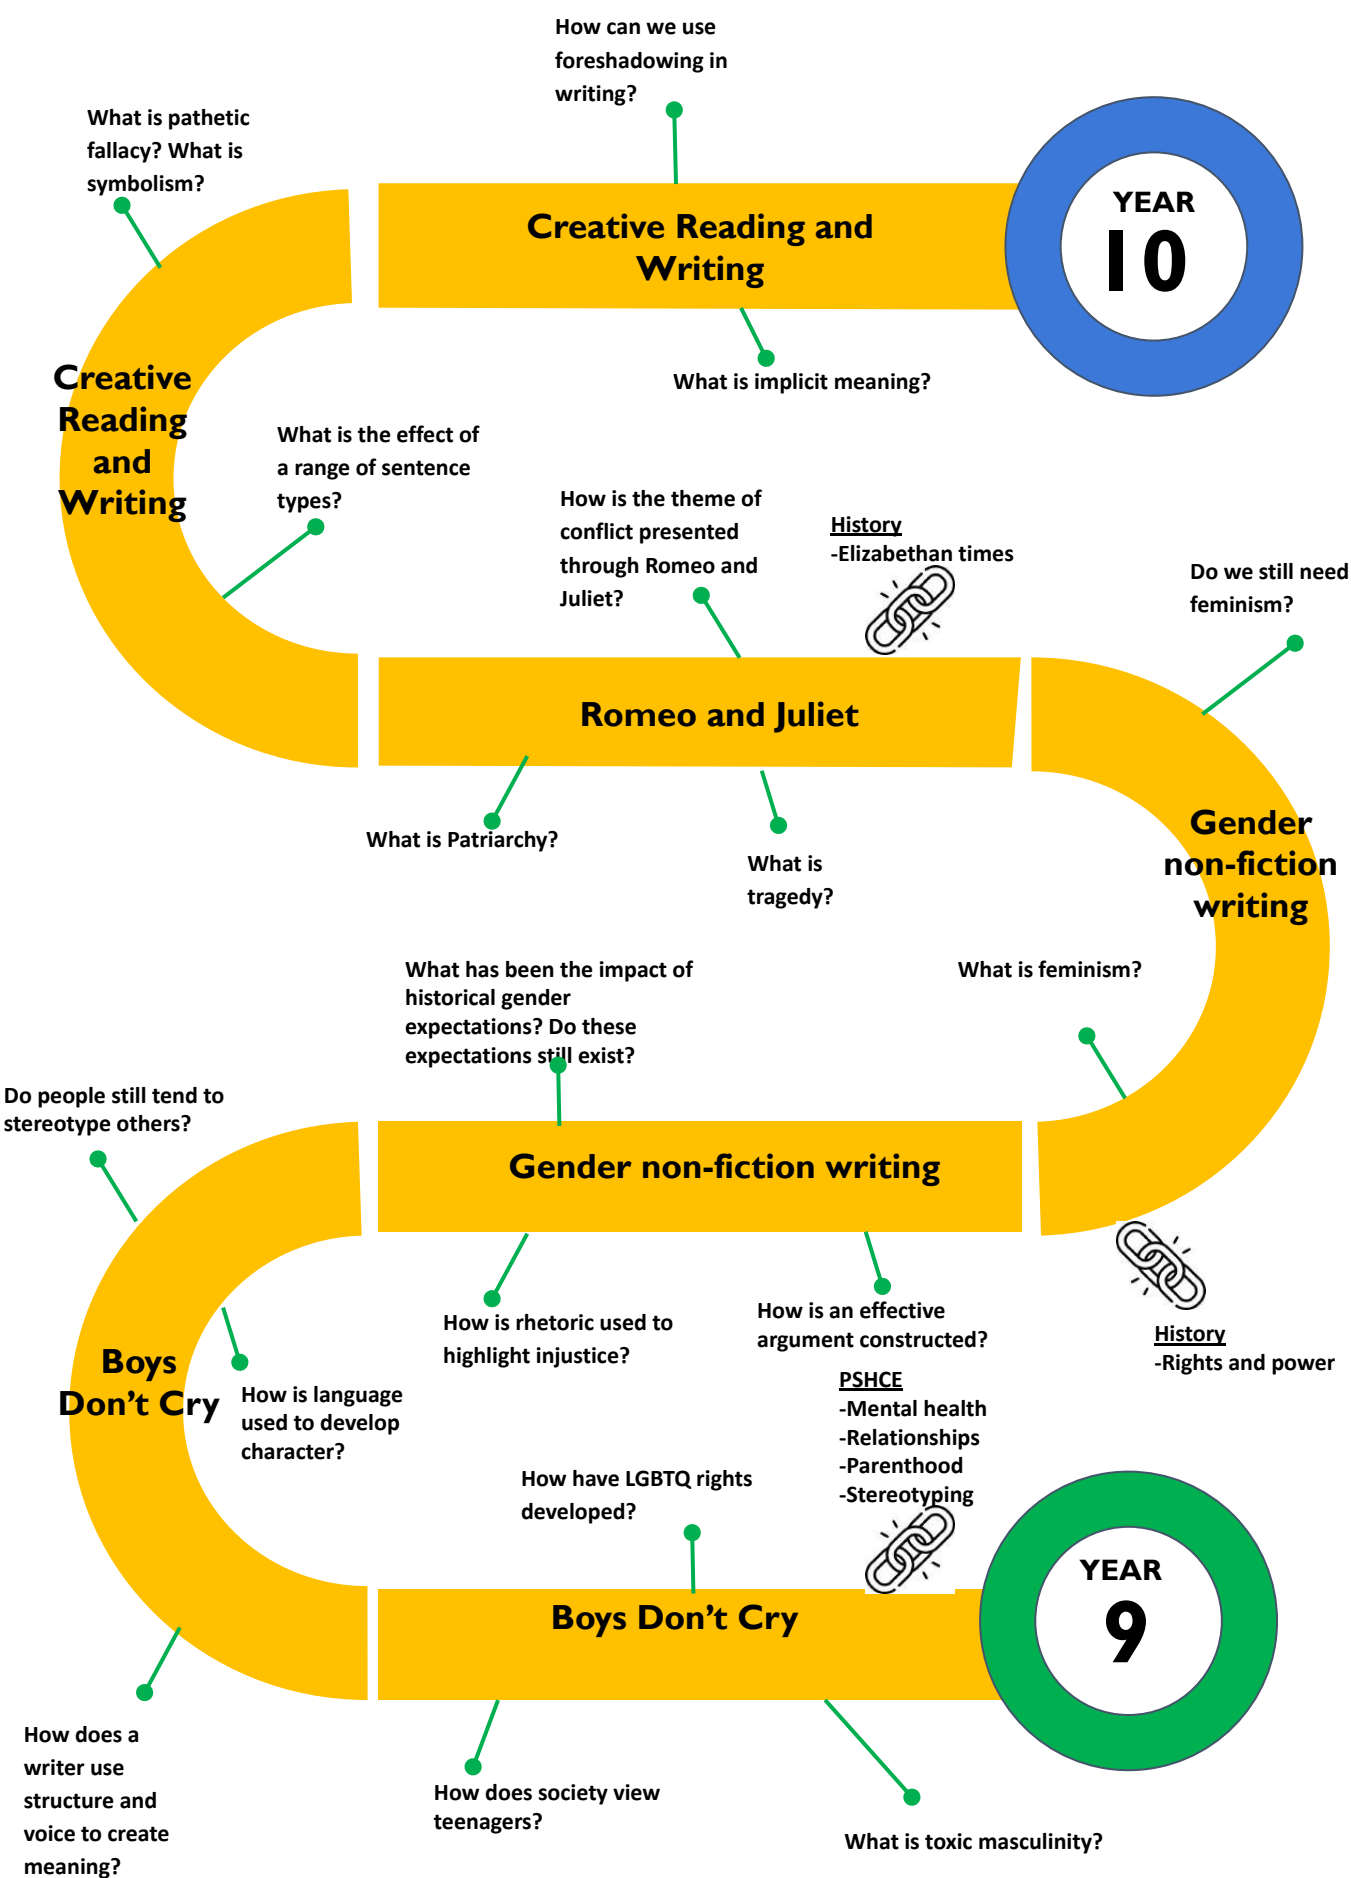 How can we use
foreshadowing in
writing?
What is pathetic
fallacy? What is
symbolism?
YEAR
10
Creative Reading and
Writing
What is implicit meaning?
Creative
Reading
and
Writing
What is the effect of
a range of sentence
types?
How is the theme of
conflict presented
through Romeo and
Juliet?
History
-Elizabethan times
Do we still need
feminism?
Romeo and Juliet
What is Patriarchy?
What is
tragedy?
Gender
non-fiction
writing
What has been the impact of
historical gender
expectations? Do these
expectations still exist?
What is feminism?
Do people still tend to
stereotype others?
Gender non-fiction writing
How is rhetoric used to
highlight injustice?
How is an effective
argument constructed?
History
-Rights and power
Boys
Don't Cry
How is language
used to develop
character?
PSHCE
-Mental health
-Relationships
-Parenthood
-Stereotyping
How have LGBTQ rights
developed?
YEAR
9
Boys Don't Cry
How does a
writer use
structure and
voice to create
meaning?
How does society view
teenagers?
What is toxic masculinity?